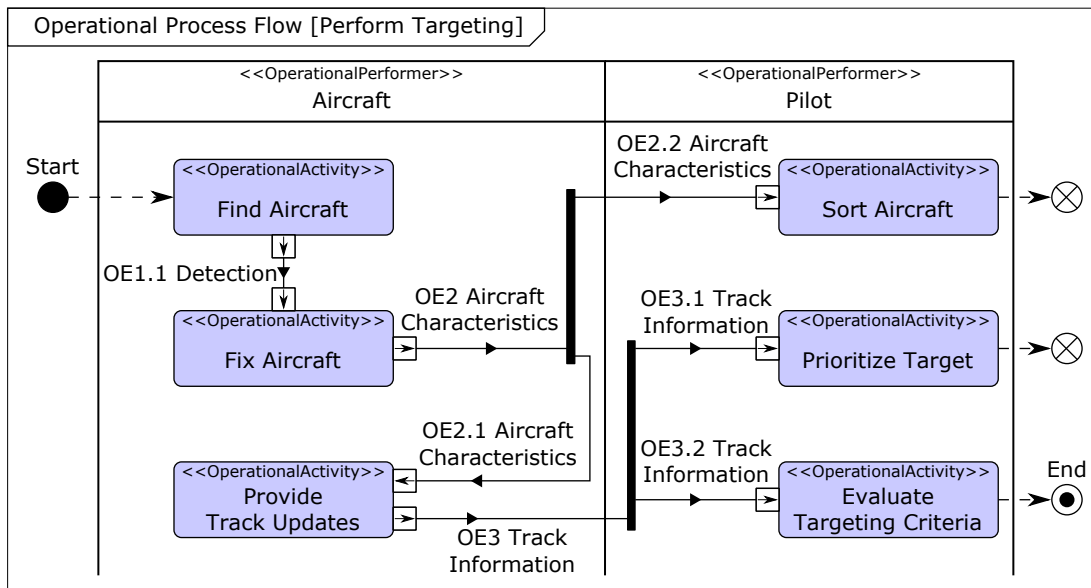 Operational Process Flow [Perform Targeting]
<<OperationalPerformer>>
Aircraft
<<OperationalPerformer>>
Pilot
Start
<<OperationalActivity>>
Find Aircraft
OE2.2 Aircraft
Characteristics
<<OperationalActivity>>
Sort Aircraft
OE1.1 Detection
<<OperationalActivity>>
Fix Aircraft
OE2 Aircraft
Characteristics
OE3.1 Track
Information
<<OperationalActivity>>
Prioritize Target
OE2.1 Aircraft
Characteristics
<<OperationalActivity>>
Provide
Track Updates
OE3 Track
Information
OE3.2 Track
Information
<<OperationalActivity>>
Evaluate
Targeting Criteria
End